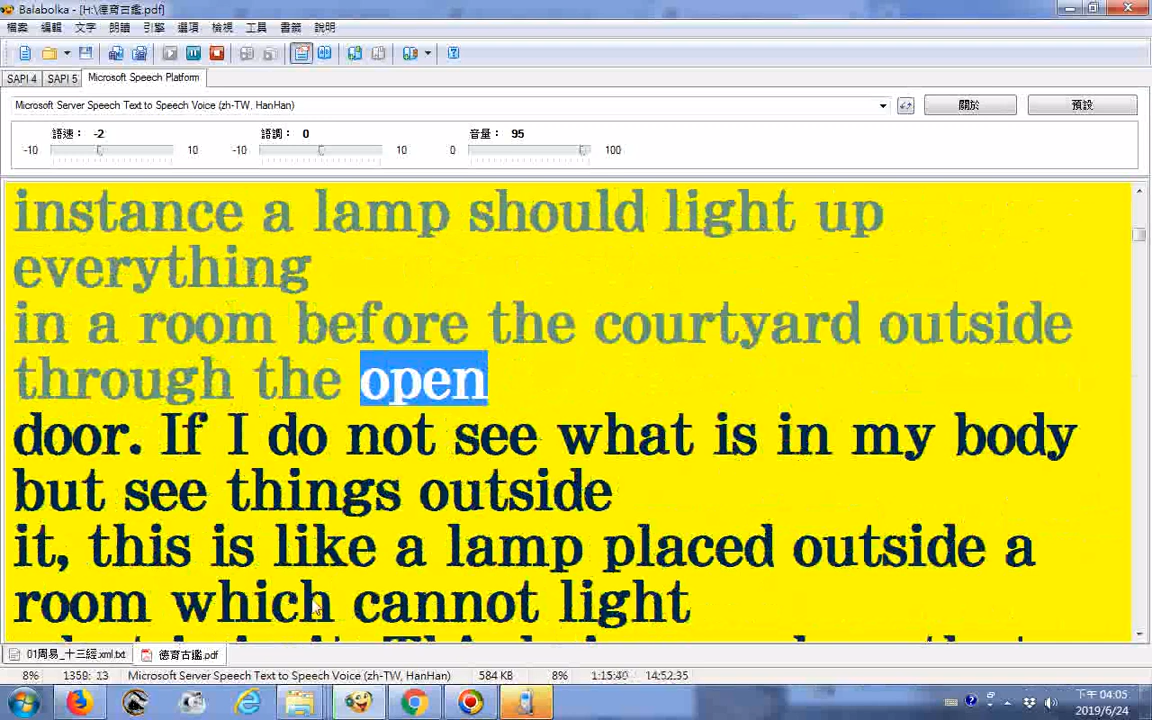 Balabolka - [H:\德育古鑑.pdf]
檔案 編輯 文字 朗讀 引擎 選項 檢視 工具 書籤 說明
SAPI 4 SAPI 5 Microsoft Speech Platform
Microsoft Server Speech Text to Speech Voice (zh-TW, HanHan) 關於 預設
語速： -2 語調： 0 音量： 95
-10 10 -10 10 0 100
instance a lamp should light up
everything
in a room before the courtyard outside
through the open
door. If I do not see what is in my body
but see things outside
it, this is like a lamp placed outside a
room which cannot light
01周易_十三經.xml.txt 德育古鑑.pdf
8% 1358: 13 Microsoft Server Speech Text to Speech Voice (zh-TW, HanHan) 584 KB 8% 1:15:40 14:52.35
下午 04:05
2019/6/24